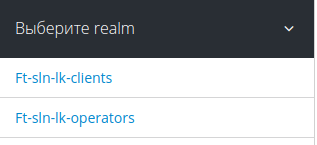 Выберите realm
Ft-sln-lk-clients
Ft-sln-lk-operators